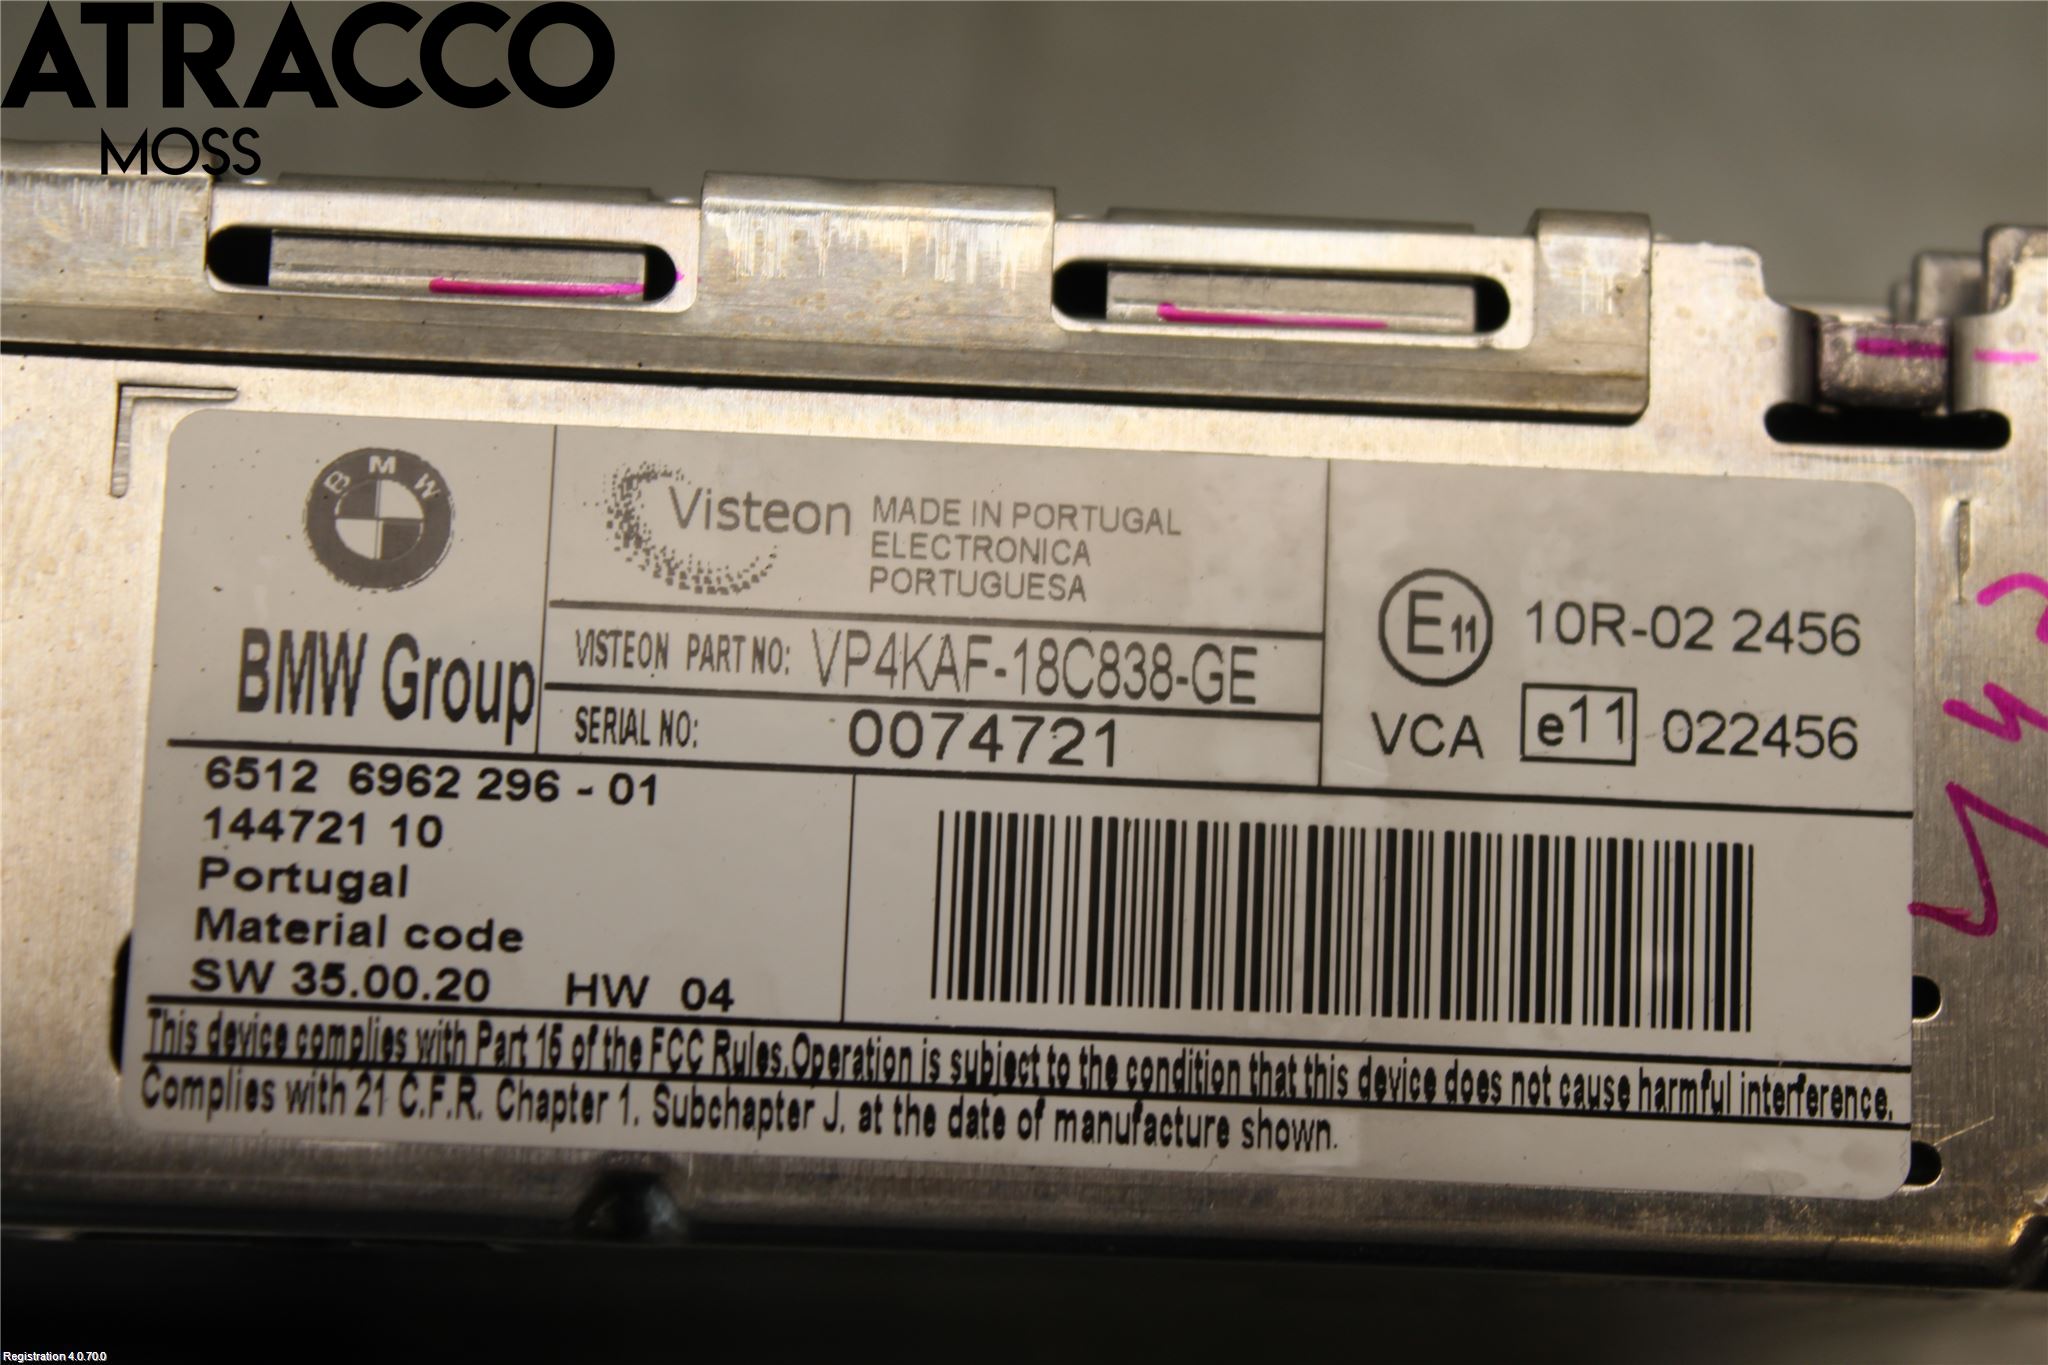 ATRACCO
MOSS
BMW
BMW Group
Visteon
MADE IN PORTUGAL
ELECTRONICA
PORTUGUESA
VISTEON PART NO: VP4KAF-18C838-GE
SERIAL NO: 0074721
E11 10R-02 2456
VCA e11 022456
6512 6962 296 - 01
144721 10
Portugal
Material code
SW 35.00.20 HW 04
This device complies with Part 15 of the FCC Rules.Operation is subject to the condition that this device does not cause harmful interference.
Complies with 21 C.F.R. Chapter 1. Subchapter J. at the date of manufacture shown.
Registration 4.0.70.0